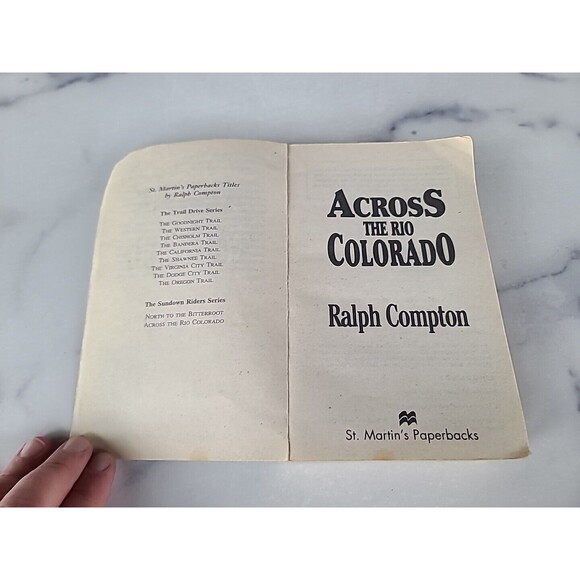 St. Martin's Paperbacks Titles
by Ralph Compton
The Trail Drive Series
THE GOODNIGHT TRAIL
THE WESTERN TRAIL
THE CHISHOLM TRAIL
THE BANDERA TRAIL
THE CALIFORNIA TRAIL
THE SHAWNEE TRAIL
THE VIRGINIA CITY TRAIL
THE DODGE CITY TRAIL
THE OREGON TRAIL
The Sundown Riders Series
NORTH TO THE BITTERROOT
ACROSS THE RIO COLORADO
ACROSS
THE RIO
COLORADO
Ralph Compton
St. Martin's Paperbacks